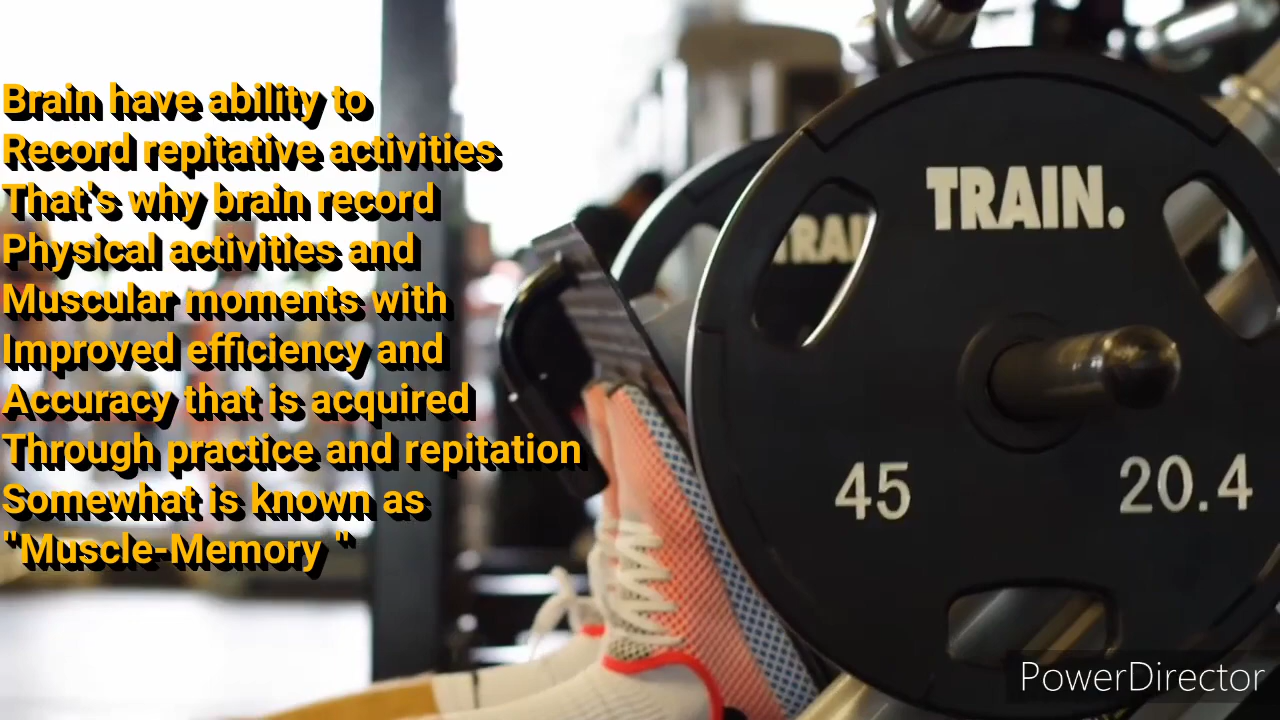 Brain have ability to
Record repitative activities
That's why brain record
Physical activities and
Muscular moments with
Improved efficiency and
Accuracy that is acquired
Through practice and repitation
Somewhat is known as
"Muscle-Memory "
TRAIN.
TRAI
45
20.4
PowerDirector